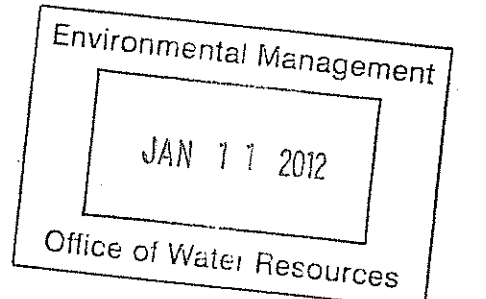 Environmental Management
JAN 11 2012
Office of Water Resources